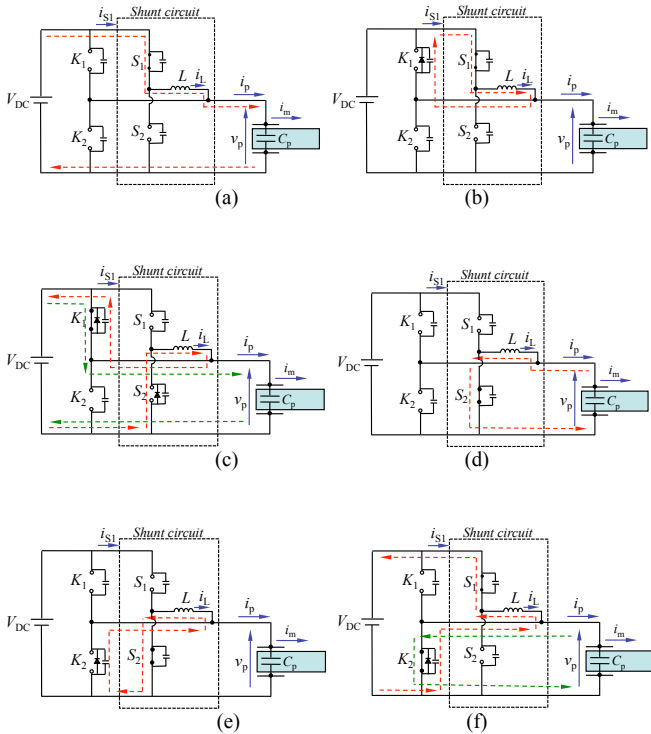 i_S1 Shunt circuit
K_1 S_1 L i_L i_p
V_DC i_m
K_2 S_2 v_p C_p
(a)
i_S1 Shunt circuit
K_1 S_1 L i_L i_p
V_DC i_m
K_2 S_2 v_p C_p
(b)
i_S1 Shunt circuit
K_1 S_1 L i_L i_p
V_DC i_m
K_2 S_2 v_p C_p
(c)
i_S1 Shunt circuit
K_1 S_1 L i_L i_p
V_DC i_m
K_2 S_2 v_p C_p
(d)
i_S1 Shunt circuit
K_1 S_1 L i_L i_p
V_DC i_m
K_2 S_2 v_p C_p
(e)
i_S1 Shunt circuit
K_1 S_1 L i_L i_p
V_DC i_m
K_2 S_2 v_p C_p
(f)